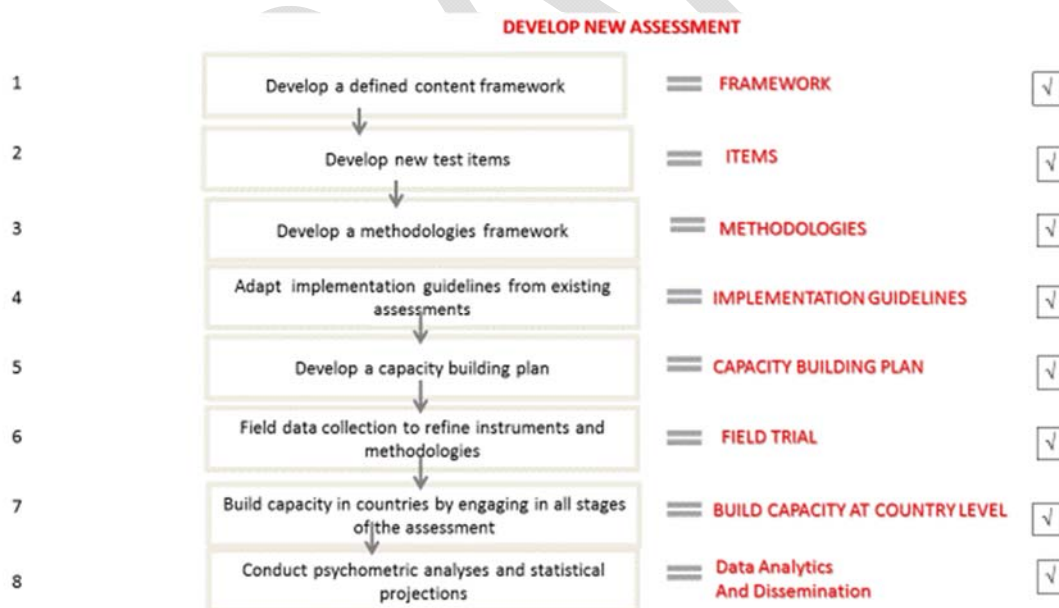 DEVELOP NEW ASSESSMENT
1 Develop a defined content framework FRAMEWORK √
2 Develop new test items ITEMS √
3 Develop a methodologies framework METHODOLOGIES √
4 Adapt implementation guidelines from existing
assessments IMPLEMENTATION GUIDELINES √
5 Develop a capacity building plan CAPACITY BUILDING PLAN √
6 Field data collection to refine instruments and
methodologies FIELD TRIAL √
7 Build capacity in countries by engaging in all stages
of the assessment BUILD CAPACITY AT COUNTRY LEVEL √
8 Conduct psychometric analyses and statistical
projections Data Analytics
And Dissemination √